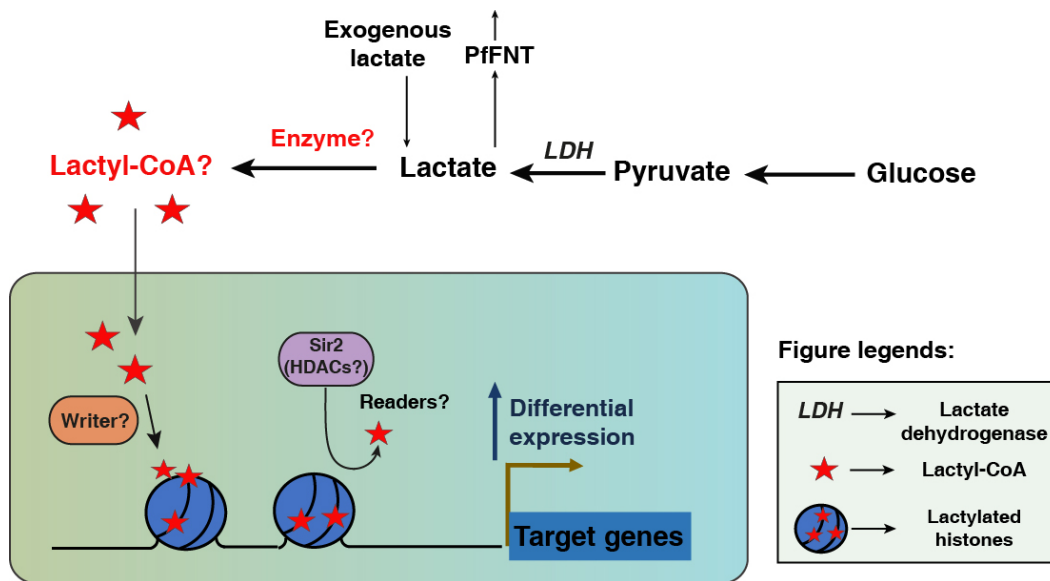 Exogenous
lactate
PfFNT
Enzyme?
Lactyl-CoA?
Lactate
LDH
Pyruvate
Glucose
Sir2
(HDACs?)
Readers?
Writer?
Differential
expression
Target genes
Figure legends:
LDH
Lactate
dehydrogenase
Lactyl-CoA
Lactylated
histones